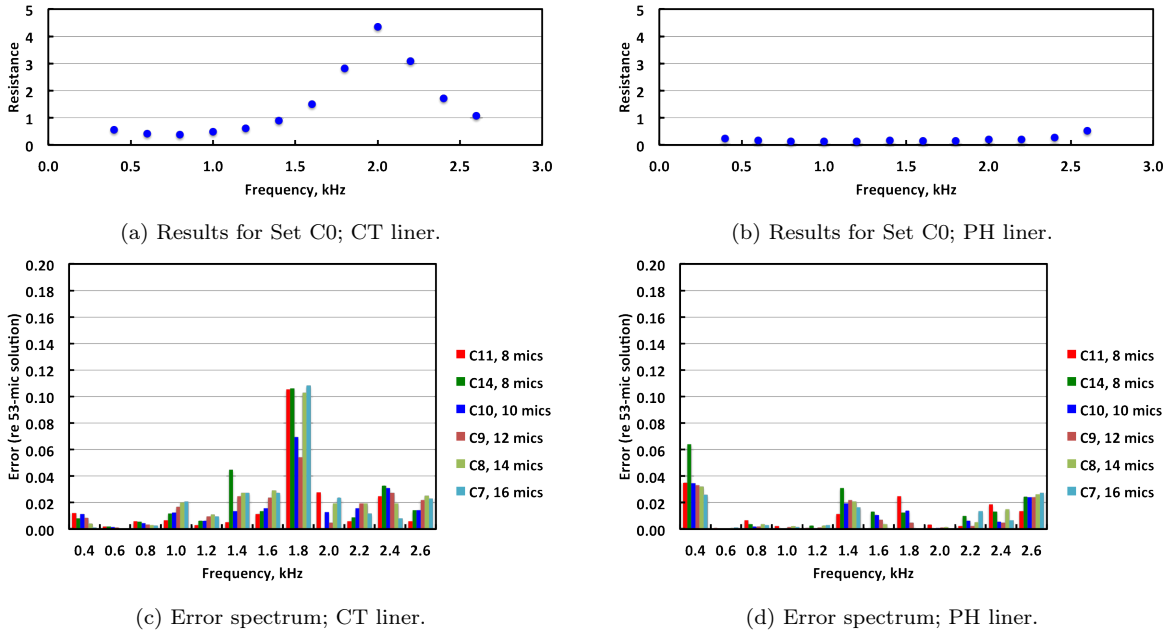 5
4
3
2
1
0
Resistance
0.0 0.5 1.0 1.5 2.0 2.5 3.0
Frequency, kHz
(a) Results for Set C0; CT liner.
5
4
3
2
1
0
Resistance
0.0 0.5 1.0 1.5 2.0 2.5 3.0
Frequency, kHz
(b) Results for Set C0; PH liner.
0.20
0.18
0.16
0.14
0.12
0.10
0.08
0.06
0.04
0.02
0.00
Error (re 53-mic solution)
0.4 0.6 0.8 1.0 1.2 1.4 1.6 1.8 2.0 2.2 2.4 2.6
Frequency, kHz
C11, 8 mics
C14, 8 mics
C10, 10 mics
C9, 12 mics
C8, 14 mics
C7, 16 mics
(c) Error spectrum; CT liner.
0.20
0.18
0.16
0.14
0.12
0.10
0.08
0.06
0.04
0.02
0.00
Error (re 53-mic solution)
0.4 0.6 0.8 1.0 1.2 1.4 1.6 1.8 2.0 2.2 2.4 2.6
Frequency, kHz
C11, 8 mics
C14, 8 mics
C10, 10 mics
C9, 12 mics
C8, 14 mics
C7, 16 mics
(d) Error spectrum; PH liner.